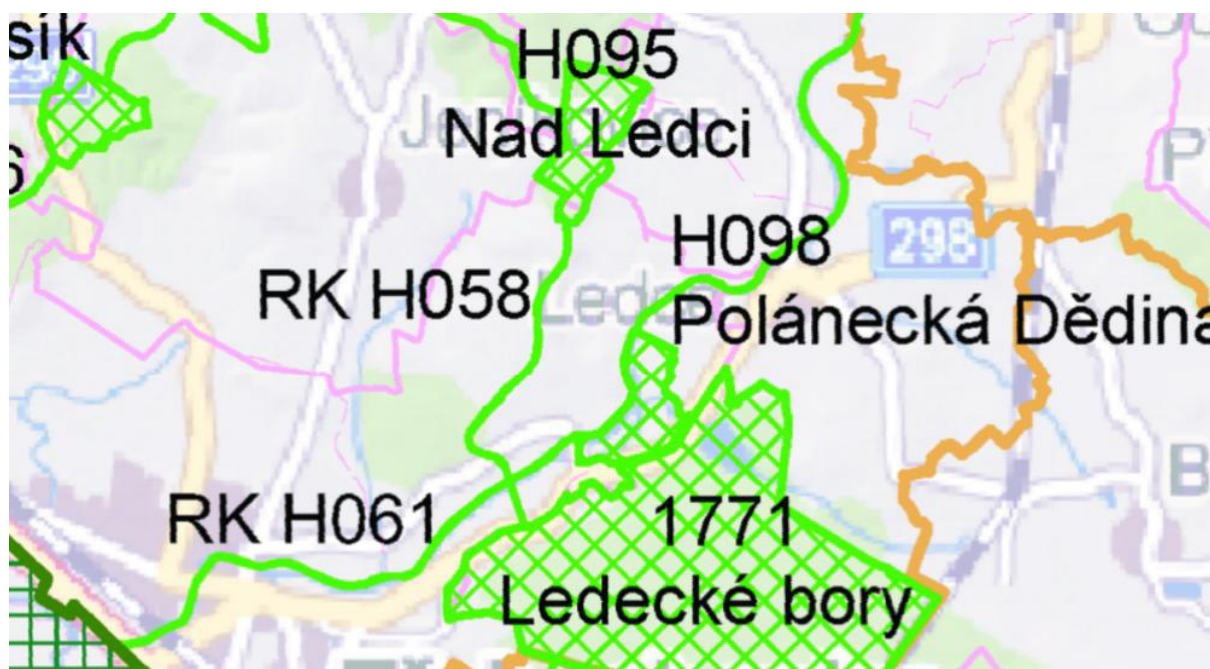 sík
H095
Nad Ledci
H098
298
RK H058
Polánecká Dědina
RK H061
1771
Ledecké bory